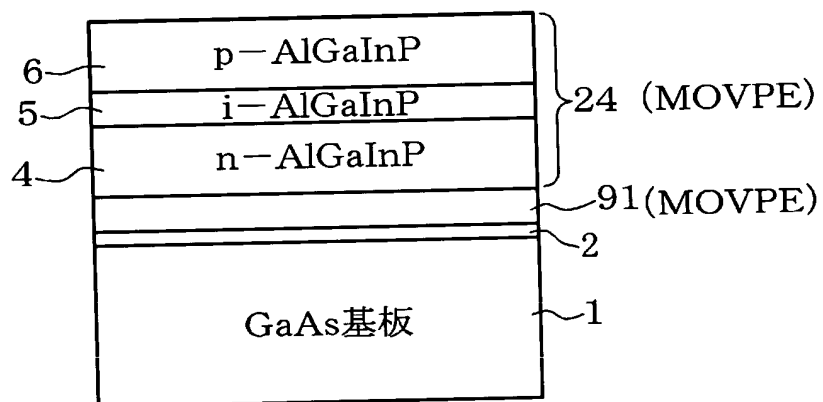 6 p−AlGaInP
5 i−AlGaInP 24 (MOVPE)
4 n−AlGaInP
91(MOVPE)
2
GaAs基板 1